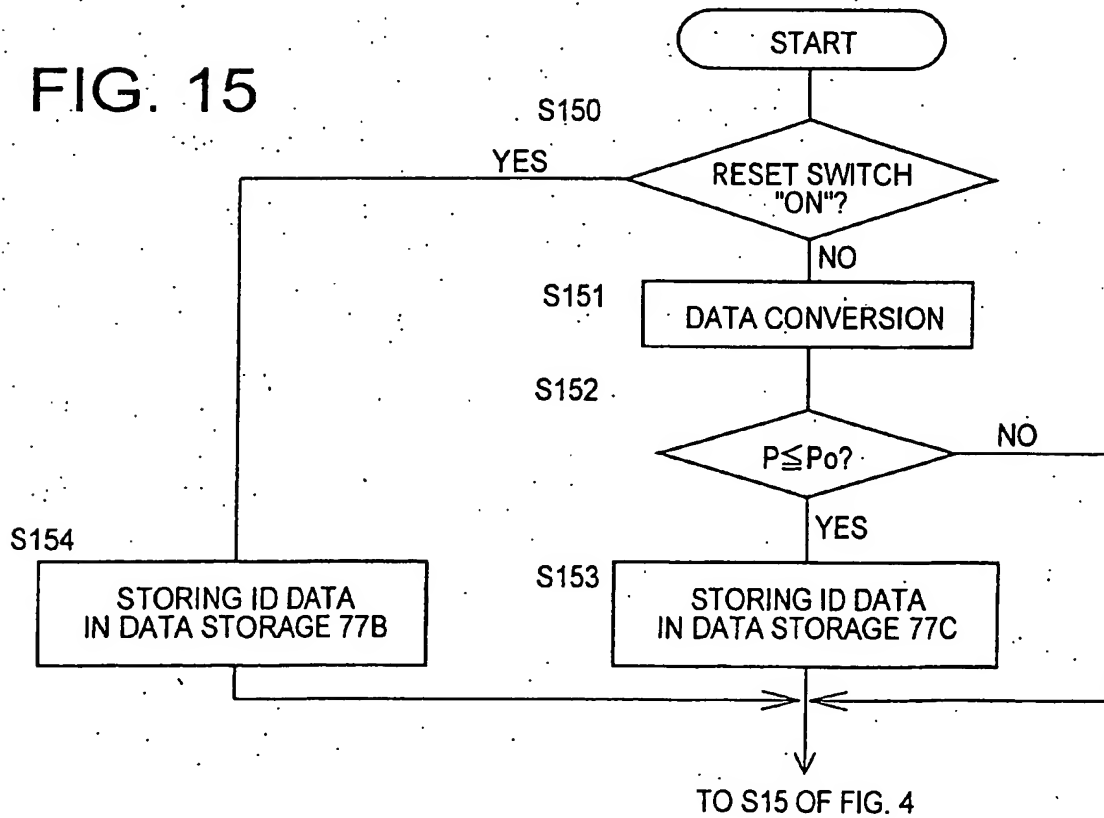 FIG. 15
START
S150
YES
RESET SWITCH
"ON"?
NO
S151
DATA CONVERSION
S152
P≦Po?
NO
YES
S154
STORING ID DATA
IN DATA STORAGE 77B
S153
STORING ID DATA
IN DATA STORAGE 77C
TO S15 OF FIG. 4